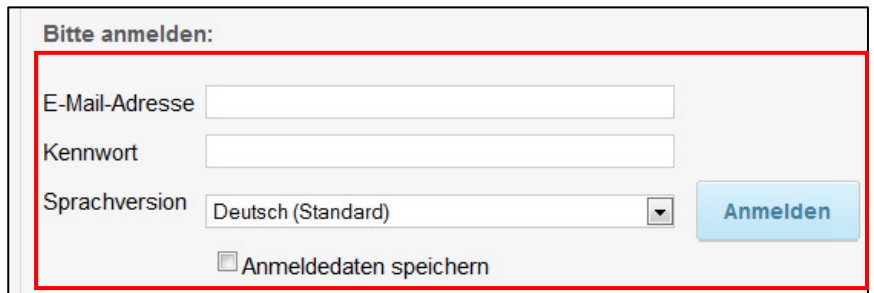 Bitte anmelden:
E-Mail-Adresse
Kennwort
Sprachversion
Deutsch (Standard)
Anmelden
Anmeldedaten speichern